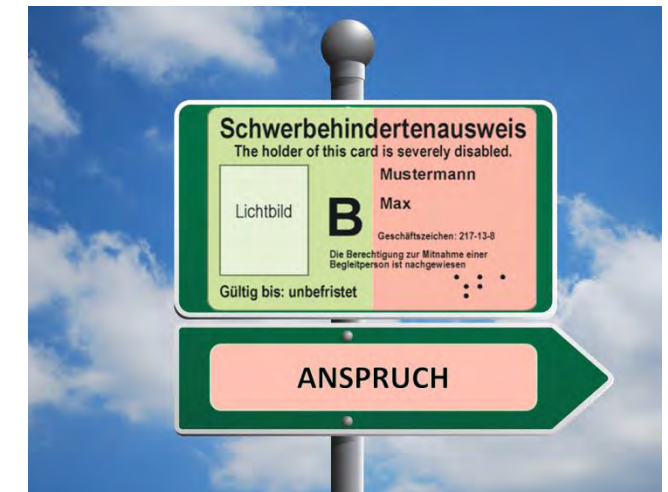 Schwerbehindertenausweis
The holder of this card is severely disabled.
Mustermann
Max
Lichtbild
B
Geschäftszeichen: 217-13-8
Die Berechtigung zur Mitnahme einer
Begleitperson ist nachgewiesen
Gültig bis: unbefristet
ANSPRUCH